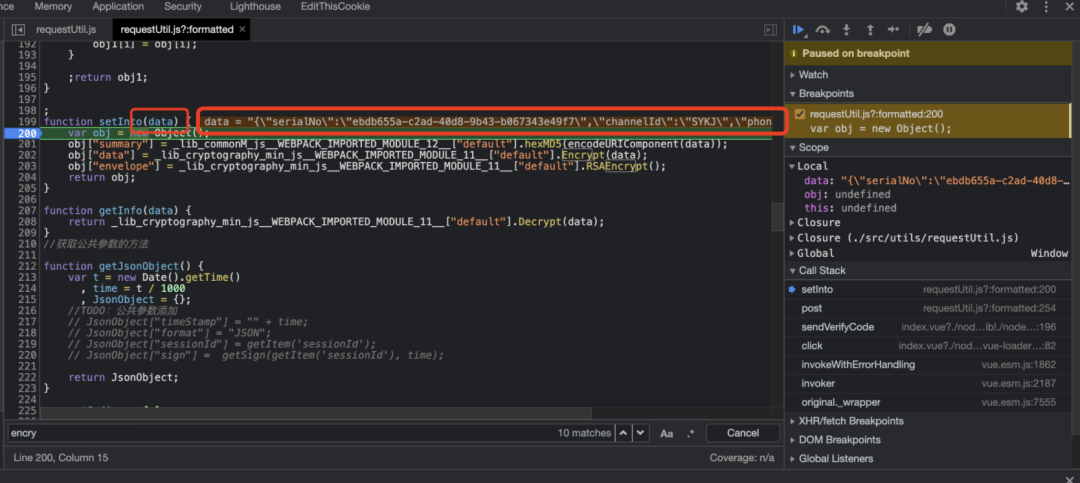 nce Memory Application Security Lighthouse EditThisCookie
requestUtil.js requestUtil.js?:formatted ×
192 obj1[i] = obj[i];
193 }
194
195 ;return obj1;
196 }
197
198 ;
199 function setInto(data) { data = "{\"serialNo\":\"ebdb655a-c2ad-40d8-9b43-b067343e49f7\",\"channelId\":\"SYKJ\",\"phon
200 var obj = new Object();
201 obj["summary"] = _lib_commonM_js__WEBPACK_IMPORTED_MODULE_12__["default"].hexMD5(encodeURIComponent(data));
202 obj["data"] = _lib_cryptography_min_js__WEBPACK_IMPORTED_MODULE_11__["default"].Encrypt(data);
203 obj["envelope"] = _lib_cryptography_min_js__WEBPACK_IMPORTED_MODULE_11__["default"].RSAEncrypt();
204 return obj;
205 }
206
207 function getInfo(data) {
208 return _lib_cryptography_min_js__WEBPACK_IMPORTED_MODULE_11__["default"].Decrypt(data);
209 }
210 //获取公共参数的方法
211
212 function getJsonObject() {
213 var t = new Date().getTime()
214 , time = t / 1000
215 , JsonObject = {};
216 //TODO: 公共参数添加
217 // JsonObject["timeStamp"] = "" + time;
218 // JsonObject["format"] = "JSON";
219 // JsonObject["sessionId"] = getItem('sessionId');
220 // JsonObject["sign"] = getSign(getItem('sessionId'), time);
221
222 return JsonObject;
223 }
224
225
encry 10 matches Aa .* Cancel
Line 200, Column 15 Coverage: n/a
Paused on breakpoint
Watch
Breakpoints
requestUtil.js?:formatted:200
var obj = new Object();
Scope
Local
data: "{\"serialNo\":\"ebdb655a-c2ad-40d8-…
obj: undefined
this: undefined
Closure
Closure (./src/utils/requestUtil.js)
Global Window
Call Stack
setInto requestUtil.js?:formatted:200
post requestUtil.js?:formatted:254
sendVerifyCode index.vue?./nod…ib!./node…:196
click index.vue?./nod…vue-loader…:82
invokeWithErrorHandling vue.esm.js:1862
invoker vue.esm.js:2187
original._wrapper vue.esm.js:7555
XHR/fetch Breakpoints
DOM Breakpoints
Global Listeners